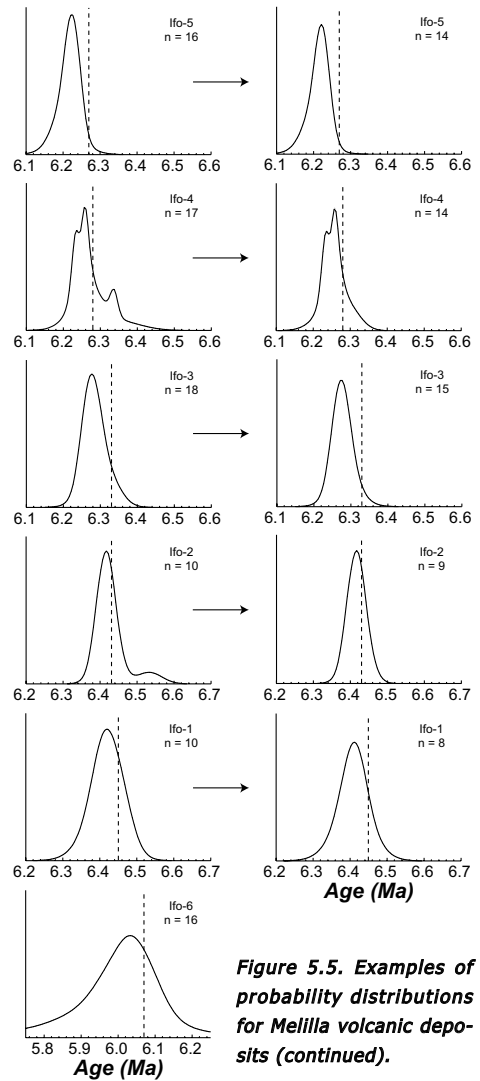 Ifo-5
n = 16
6.1 6.2 6.3 6.4 6.5 6.6
Ifo-5
n = 14
6.1 6.2 6.3 6.4 6.5 6.6
Ifo-4
n = 17
6.1 6.2 6.3 6.4 6.5 6.6
Ifo-4
n = 14
6.1 6.2 6.3 6.4 6.5 6.6
Ifo-3
n = 18
6.1 6.2 6.3 6.4 6.5 6.6
Ifo-3
n = 15
6.1 6.2 6.3 6.4 6.5 6.6
Ifo-2
n = 10
6.2 6.3 6.4 6.5 6.6 6.7
Ifo-2
n = 9
6.2 6.3 6.4 6.5 6.6 6.7
Ifo-1
n = 10
6.2 6.3 6.4 6.5 6.6 6.7
Ifo-1
n = 8
6.2 6.3 6.4 6.5 6.6 6.7
Age (Ma)
Ifo-6
n = 16
5.8 5.9 6.0 6.1 6.2
Age (Ma)
Figure 5.5. Examples of
probability distributions
for Melilla volcanic depo-
sits (continued).